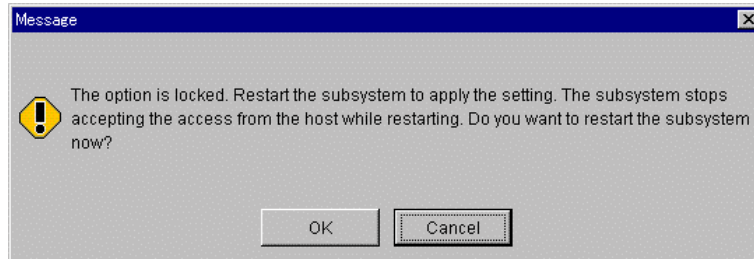 Message
The option is locked. Restart the subsystem to apply the setting. The subsystem stops
accepting the access from the host while restarting. Do you want to restart the subsystem
now?
OK
Cancel